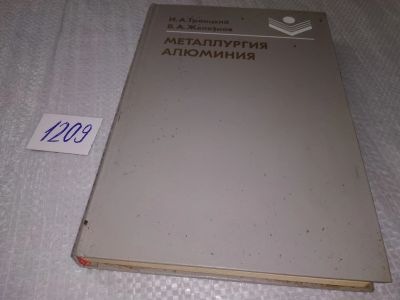 И.А.Троицкий
В.А.Железнов
МЕТАЛЛУРГИЯ
АЛЮМИНИЯ
1209